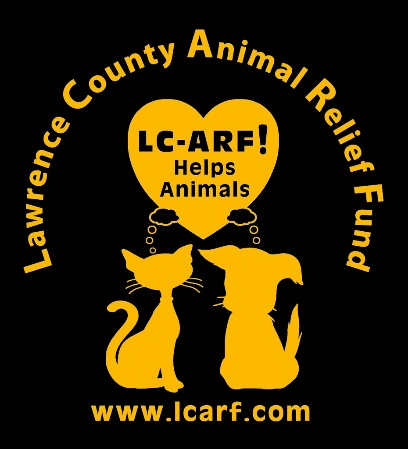 Lawrence County Animal Relief Fund
LC-ARF!
Helps
Animals
www.lcarf.com